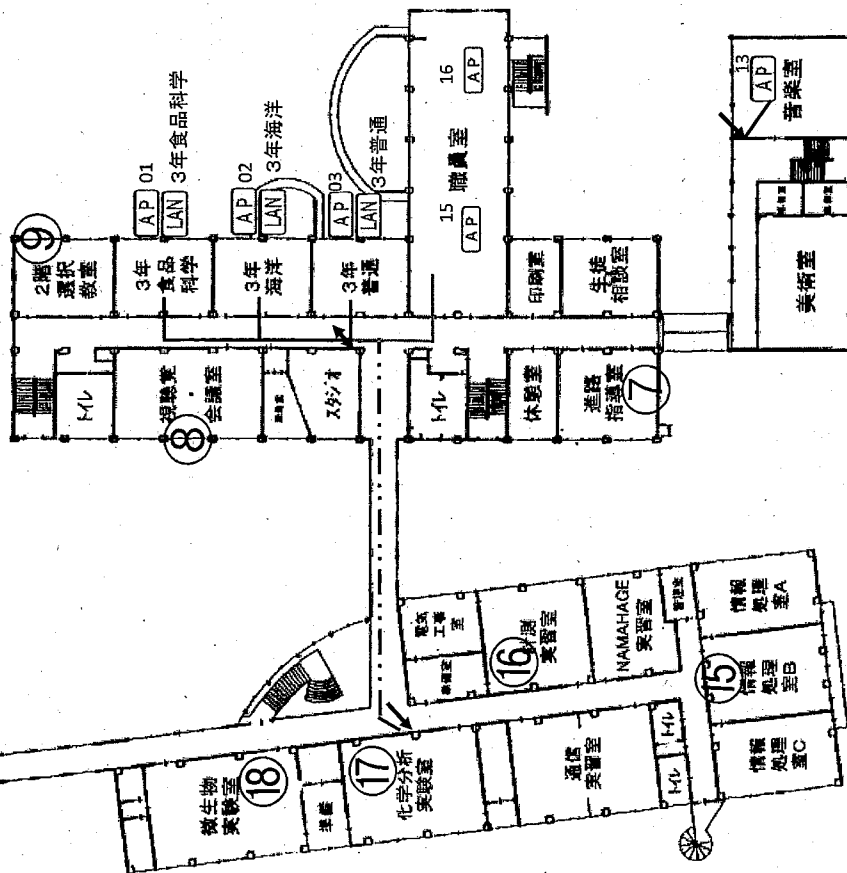 ⑨
2階
選択
教室
3年
食品
科学
3年
海洋
3年
普通
AP 01
LAN 3年食品科学
AP 02
LAN 3年海洋
AP 03
LAN 3年普通
職員室
15
AP
16
AP
13
AP
音楽室
美術室
印刷室
生徒
相談室
トイレ
視聴覚
・
会議室
⑧
スタジオ
トイレ
休憩室
進路
指導室
⑦
電気
工事
室
準備室
⑯
計測
実習室
NAMAHAGE
実習室
管理室
情報
処理
室A
⑮
情報
処理
室B
情報
処理
室C
微生物
実験室
⑱
準備
⑰
化学分析
実験室
通信
実習室
トイレ
トイレ